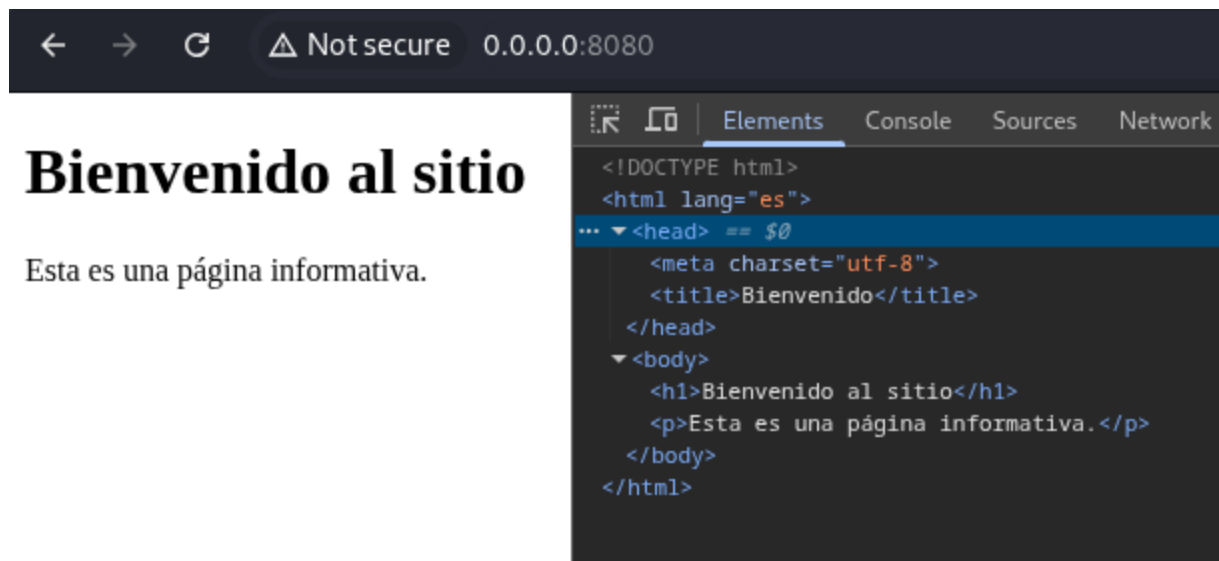 Not secure 0.0.0.0:8080
Bienvenido al sitio
Esta es una página informativa.
Elements Console Sources Network
<!DOCTYPE html>
<html lang="es">
<head> == $0
<meta charset="utf-8">
<title>Bienvenido</title>
</head>
<body>
<h1>Bienvenido al sitio</h1>
<p>Esta es una página informativa.</p>
</body>
</html>